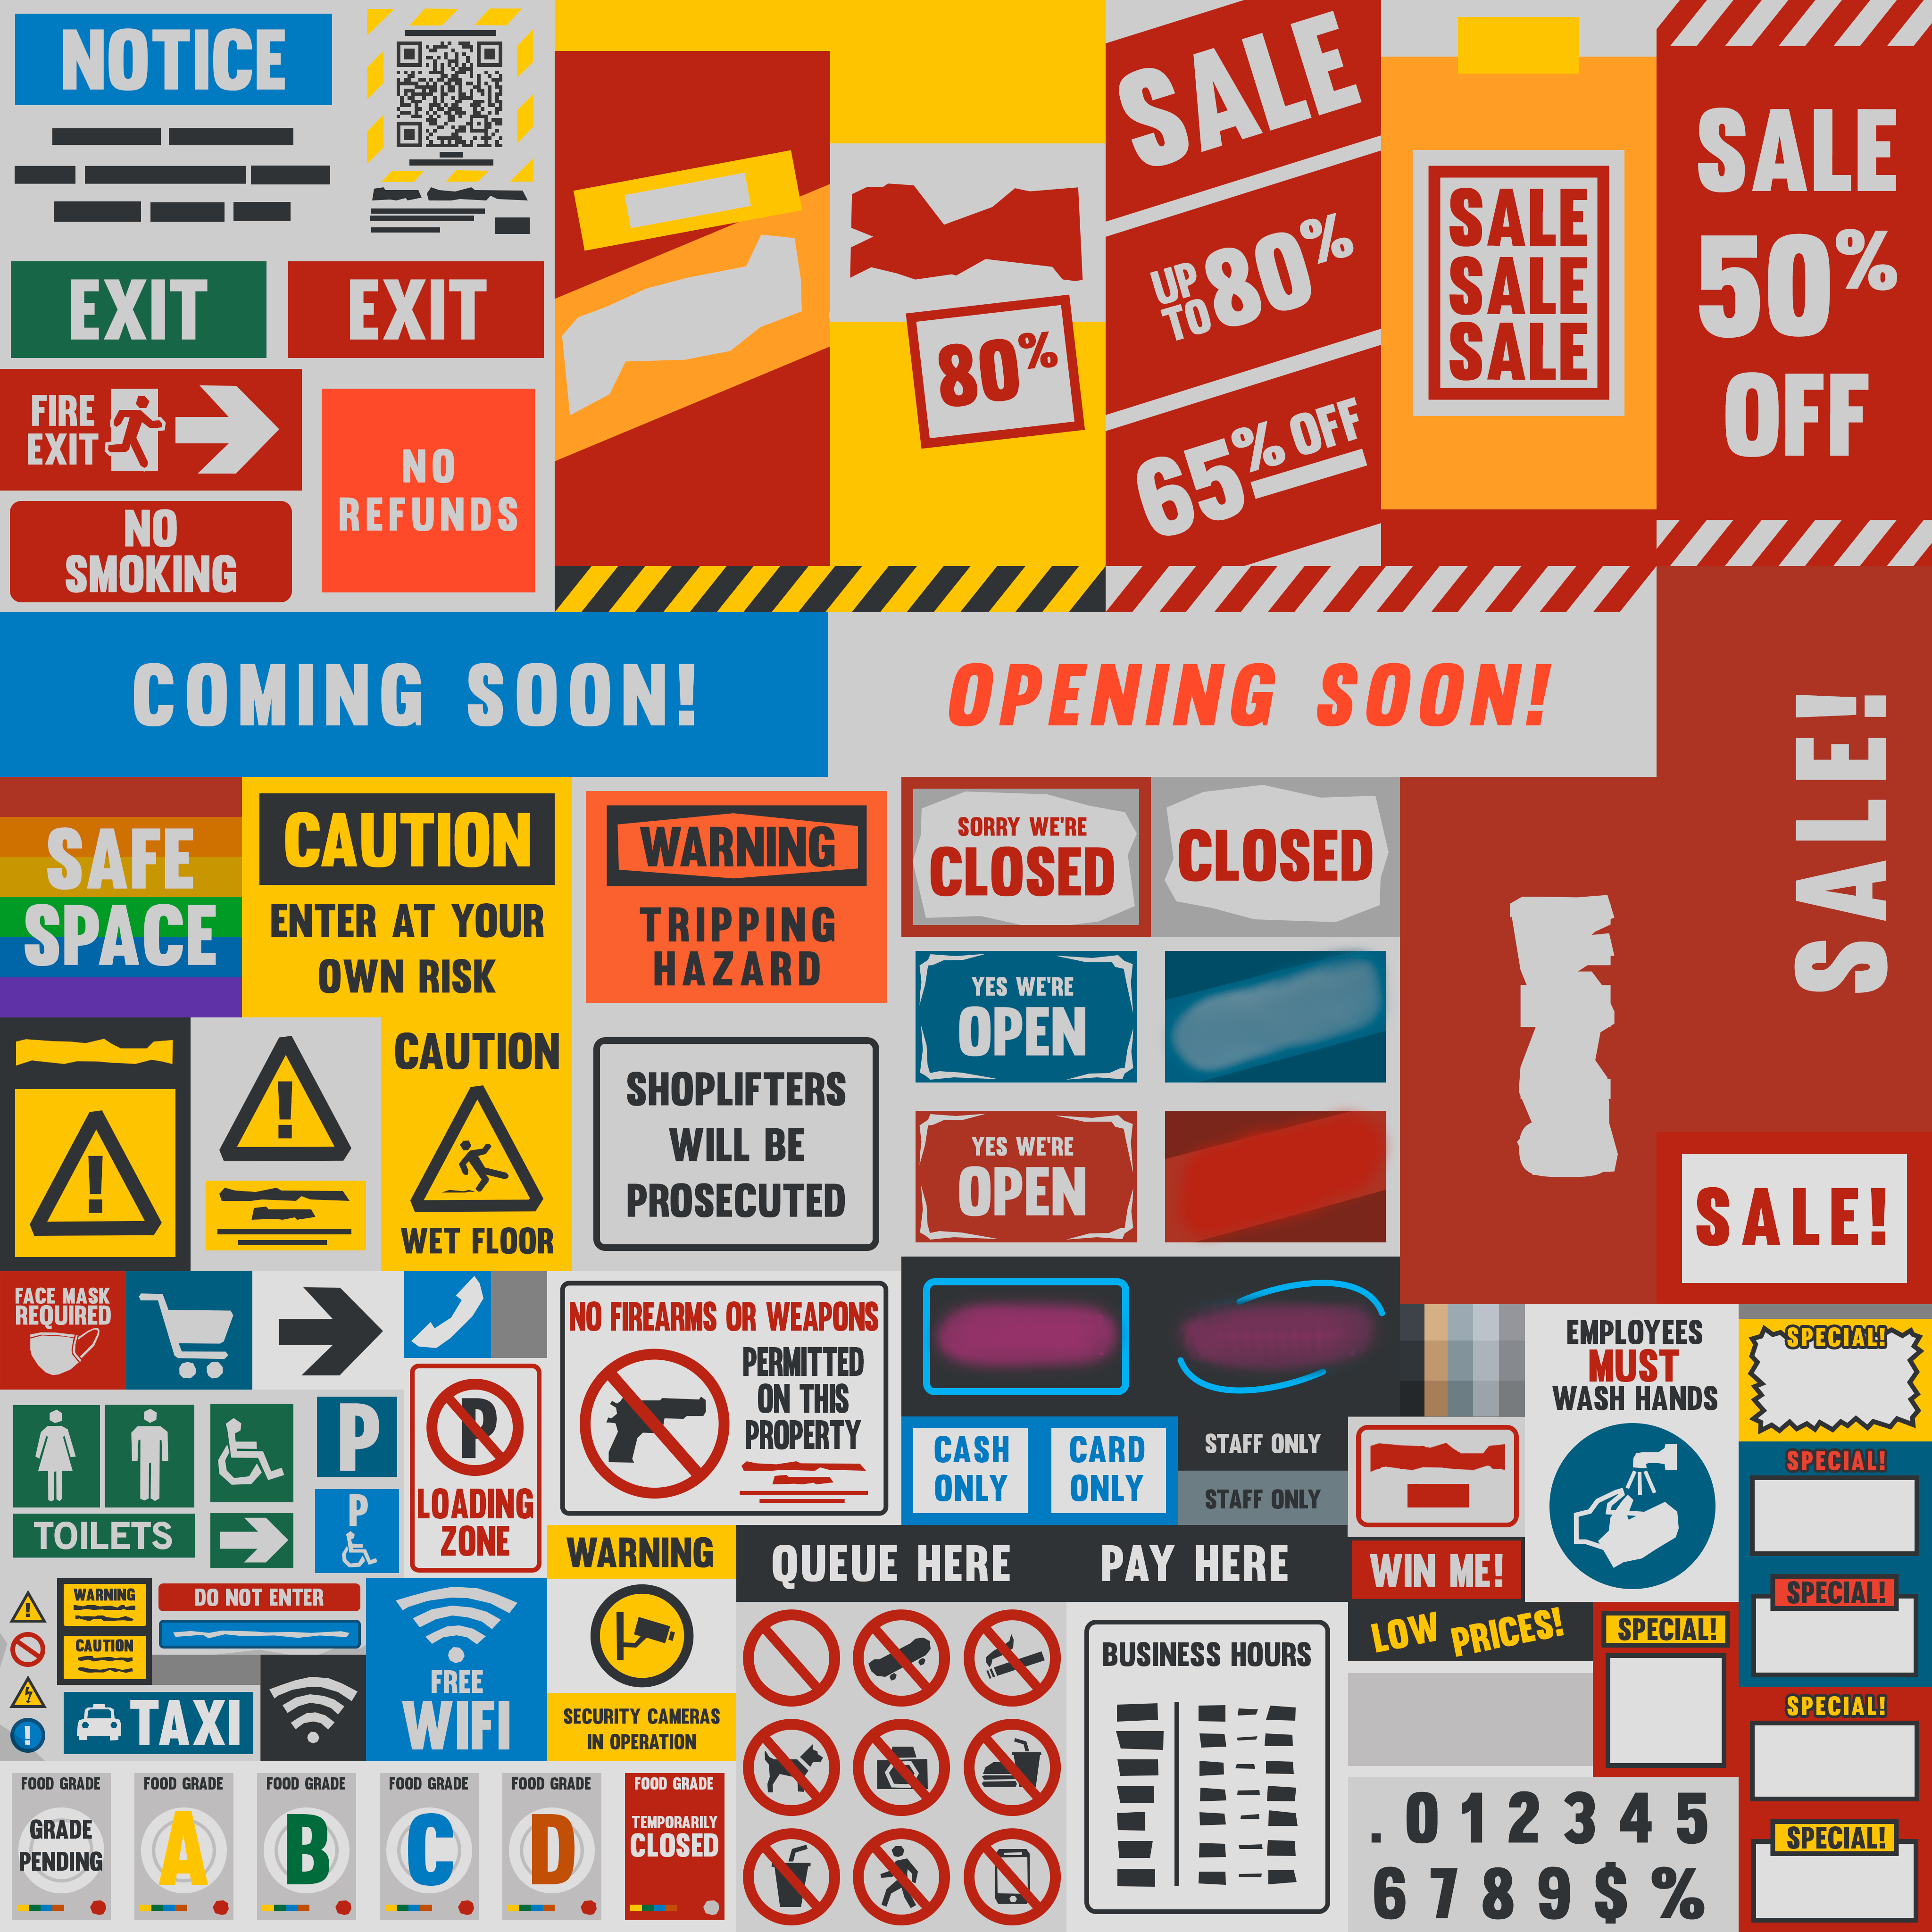 NOTICE
EXIT
EXIT
FIRE
EXIT
NO
REFUNDS
NO
SMOKING
80%
SALE
UP
TO 80%
65% OFF
SALE
SALE
SALE
SALE
50%
OFF
COMING SOON!
OPENING SOON!
SALE!
SAFE
SPACE
CAUTION
ENTER AT YOUR
OWN RISK
WARNING
TRIPPING
HAZARD
SORRY WE'RE
CLOSED
CLOSED
YES WE'RE
OPEN
YES WE'RE
OPEN
CAUTION
WET FLOOR
SHOPLIFTERS
WILL BE
PROSECUTED
SALE!
FACE MASK
REQUIRED
NO FIREARMS OR WEAPONS
PERMITTED
ON THIS
PROPERTY
EMPLOYEES
MUST
WASH HANDS
SPECIAL!
SPECIAL!
SPECIAL!
SPECIAL!
SPECIAL!
P
P
P
LOADING
ZONE
TOILETS
CASH
ONLY
CARD
ONLY
STAFF ONLY
STAFF ONLY
WARNING
QUEUE HERE
PAY HERE
WIN ME!
WARNING
CAUTION
DO NOT ENTER
TAXI
FREE
WIFI
SECURITY CAMERAS
IN OPERATION
BUSINESS HOURS
LOW PRICES!
SPECIAL!
FOOD GRADE
GRADE
PENDING
FOOD GRADE
A
FOOD GRADE
B
FOOD GRADE
C
FOOD GRADE
D
FOOD GRADE
TEMPORARILY
CLOSED
. 0 1 2 3 4 5
6 7 8 9 $ %